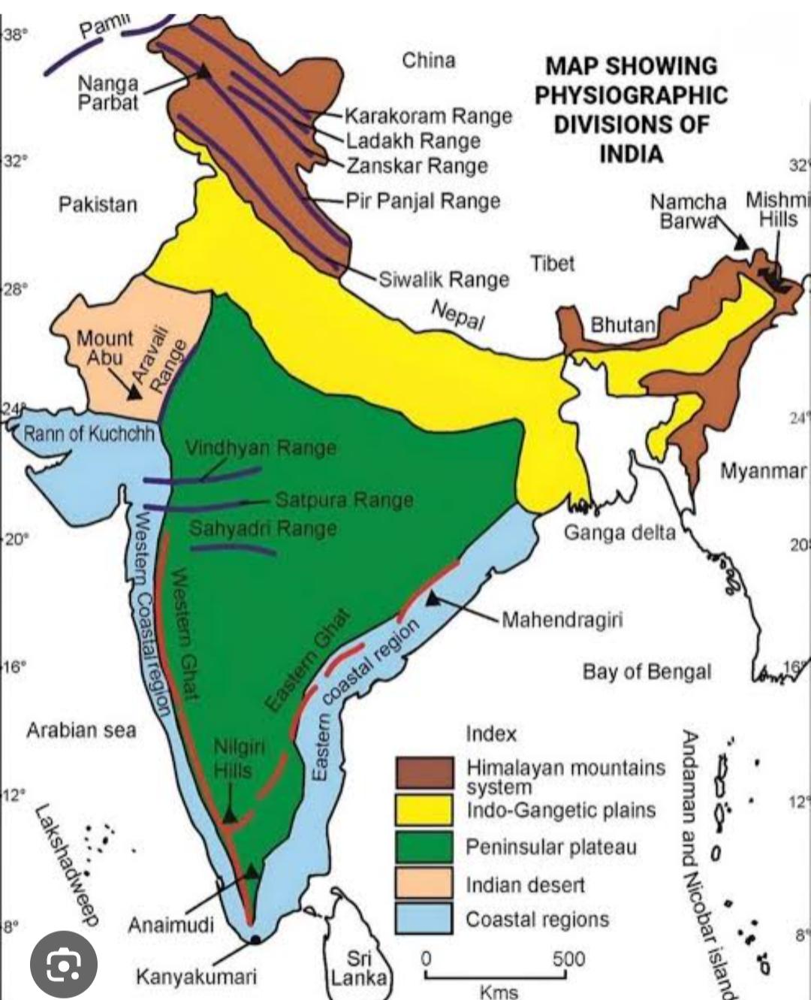 Pamir
38°
China
MAP SHOWING
PHYSIOGRAPHIC
DIVISIONS OF
INDIA
Nanga
Parbat
Karakoram Range
Ladakh Range
Zanskar Range
32°
32°
Pakistan
Pir Panjal Range
Namcha
Barwa
Mishmi
Hills
Tibet
Siwalik Range
28°
Nepal
Bhutan
Mount
Abu
Aravali
Range
24°
24°
Rann of Kuchchh
Vindhyan Range
Myanmar
Satpura Range
Sahyadri Range
Ganga delta
20°
20
Western Coastal region
Western Ghat
Mahendragiri
Eastern Ghat
Eastern coastal region
16°
16°
Bay of Bengal
Arabian sea
Nilgiri
Hills
Index
Himalayan mountains
system
Indo-Gangetic plains
Peninsular plateau
Indian desert
Coastal regions
Andaman and Nicobar island
12°
12°
Lakshadweep
Anaimudi
8°
8°
Kanyakumari
Sri
Lanka
0 500
Kms